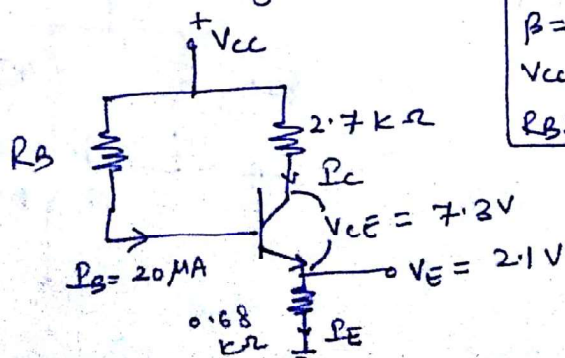 + Vcc
β=
Vcc
RB
RB
2.7 KΩ
Ic
VCE = 7.3V
IB= 20 μA
VE = 2.1 V
0.68
KΩ
IE